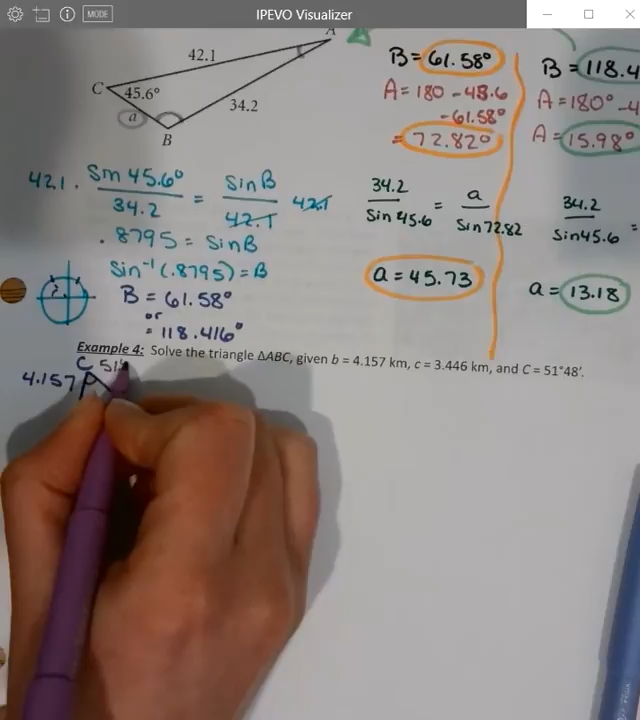 MODE
IPEVO Visualizer
A
42.1
C
45.6°
a
34.2
B
42.1 . Sin 45.6° / 34.2 = Sin B / 42.1 42.1
.8795 = Sin B
Sin⁻¹ (.8795) = B
B = 61.58°
or
= 118.416°
?
B = 61.58°
A = 180 - 45.6
- 61.58°
= 72.82°
34.2 / Sin 45.6 = a / Sin 72.82
a = 45.73
B = 118.4
A = 180° - 4
A = 15.98°
34.2 / Sin 45.6 =
a = 13.18
Example 4: Solve the triangle ΔABC, given b = 4.157 km, c = 3.446 km, and C = 51°48′.
C 51°
4.157